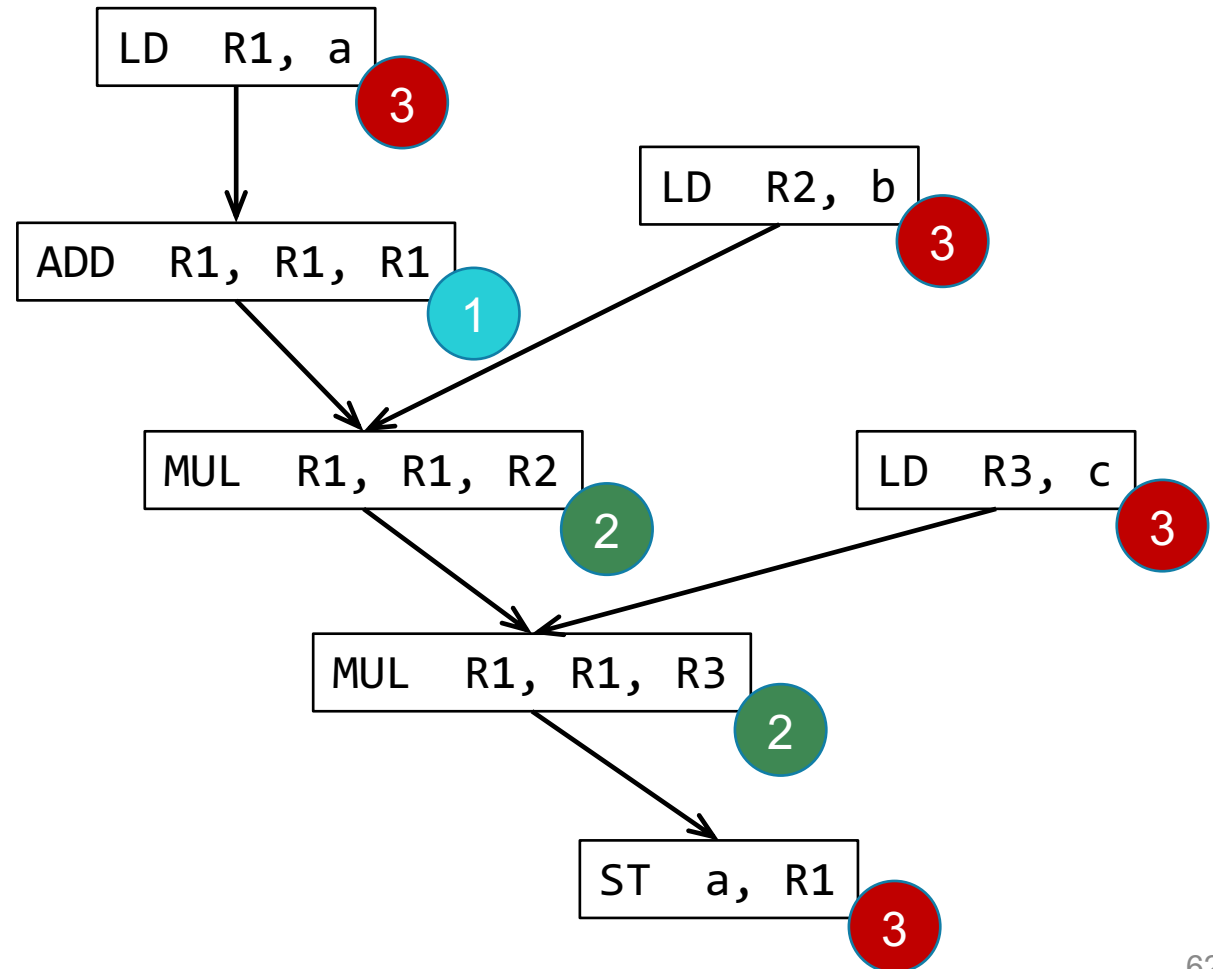 LD R1, a
3
LD R2, b
3
ADD R1, R1, R1
1
MUL R1, R1, R2
2
LD R3, c
3
MUL R1, R1, R3
2
ST a, R1
3